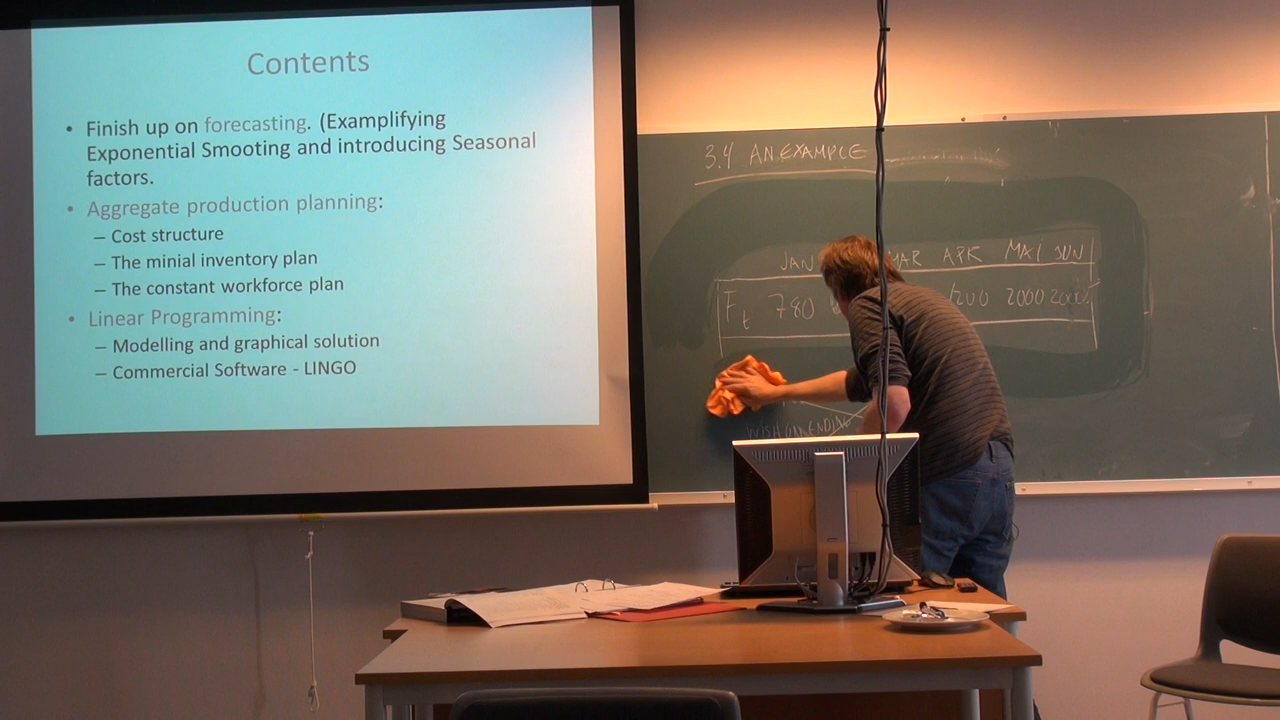 Contents
• Finish up on forecasting. (Examplifying
Exponential Smooting and introducing Seasonal
factors.
• Aggregate production planning:
– Cost structure
– The minial inventory plan
– The constant workforce plan
• Linear Programming:
– Modelling and graphical solution
– Commercial Software - LINGO
3.4 AN EXAMPLE
JAN MAR APR MAI JUN
Ft 780 1200 2000 2000